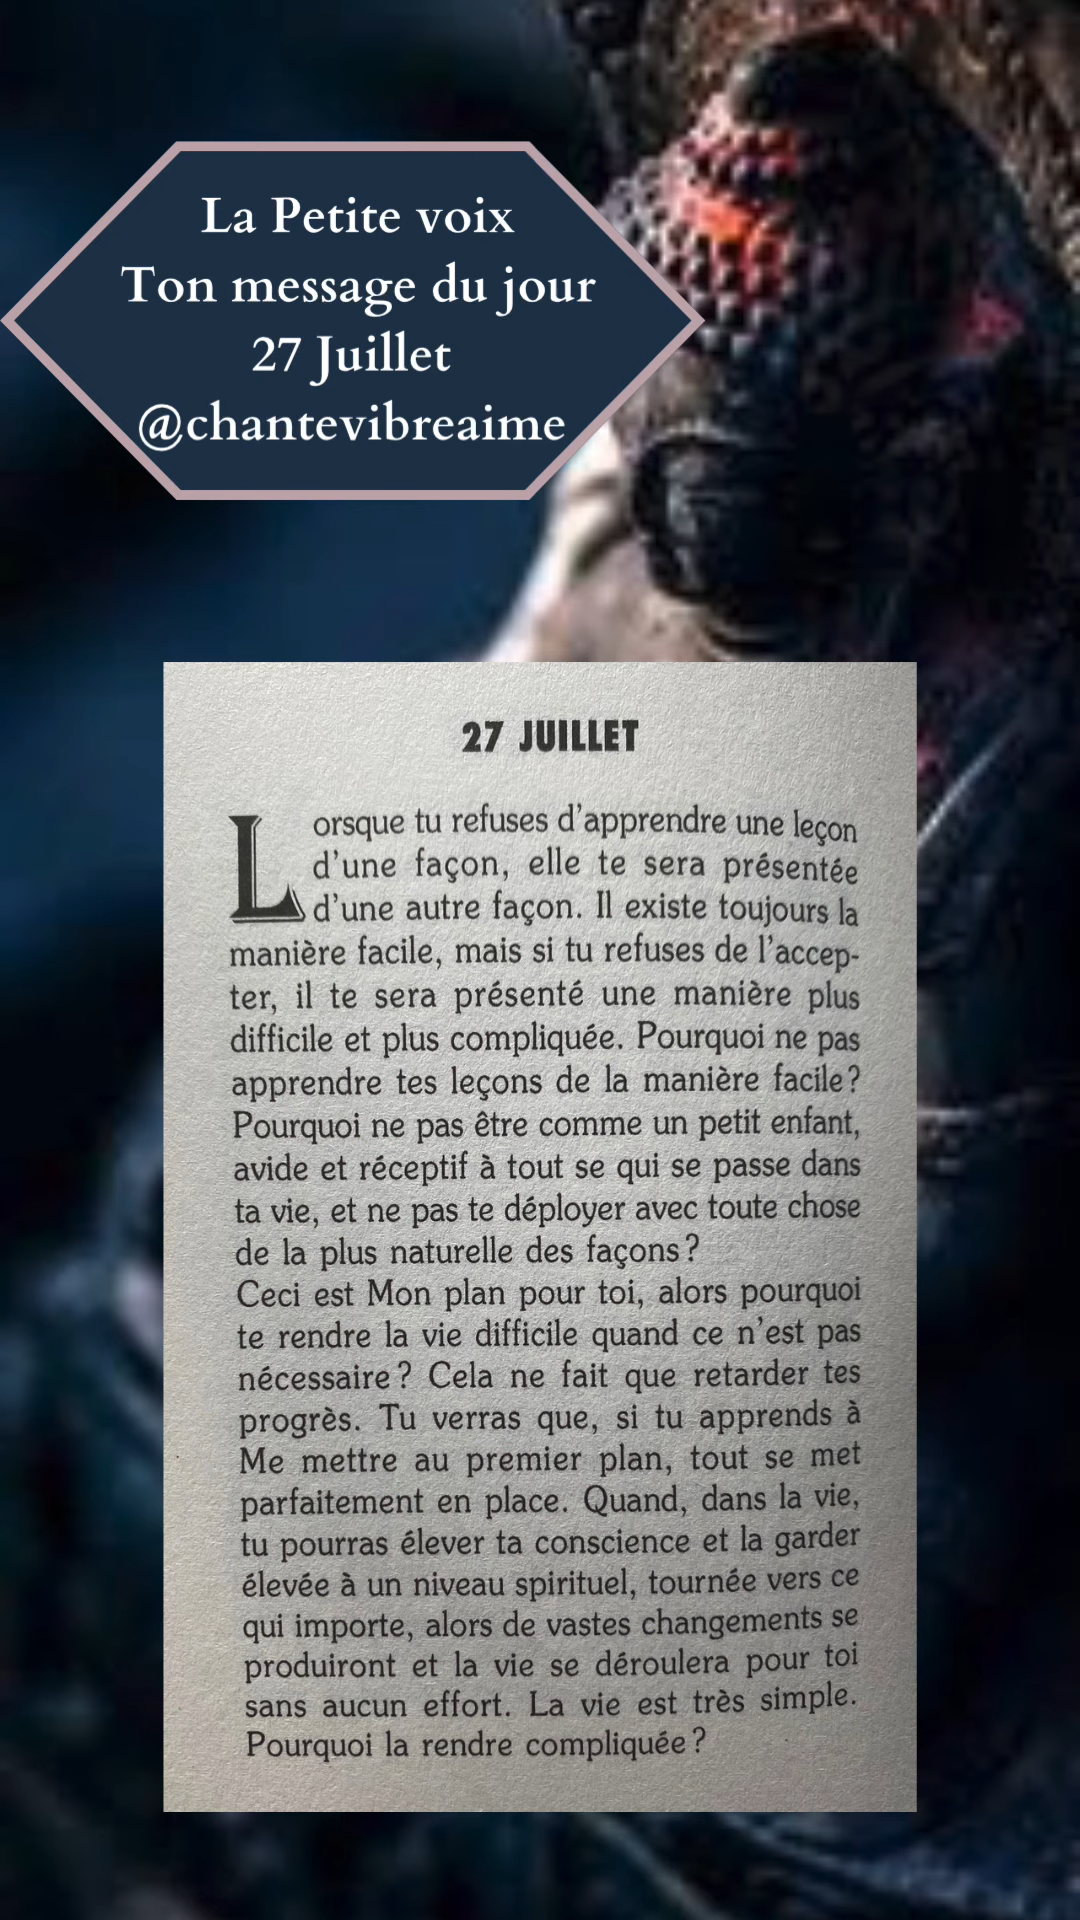 La Petite voix
Ton message du jour
27 Juillet
@chantevibreaime
27 JUILLET
Lorsque tu refuses d'apprendre une leçon
d'une façon, elle te sera présentée
d'une autre façon. Il existe toujours la
manière facile, mais si tu refuses de l'accep-
ter, il te sera présenté une manière plus
difficile et plus compliquée. Pourquoi ne pas
apprendre tes leçons de la manière facile?
Pourquoi ne pas être comme un petit enfant,
avide et réceptif à tout se qui se passe dans
ta vie, et ne pas te déployer avec toute chose
de la plus naturelle des façons?
Ceci est Mon plan pour toi, alors pourquoi
te rendre la vie difficile quand ce n'est pas
nécessaire? Cela ne fait que retarder tes
progrès. Tu verras que, si tu apprends à
Me mettre au premier plan, tout se met
parfaitement en place. Quand, dans la vie,
tu pourras élever ta conscience et la garder
élevée à un niveau spirituel, tournée vers ce
qui importe, alors de vastes changements se
produiront et la vie se déroulera pour toi
sans aucun effort. La vie est très simple.
Pourquoi la rendre compliquée?